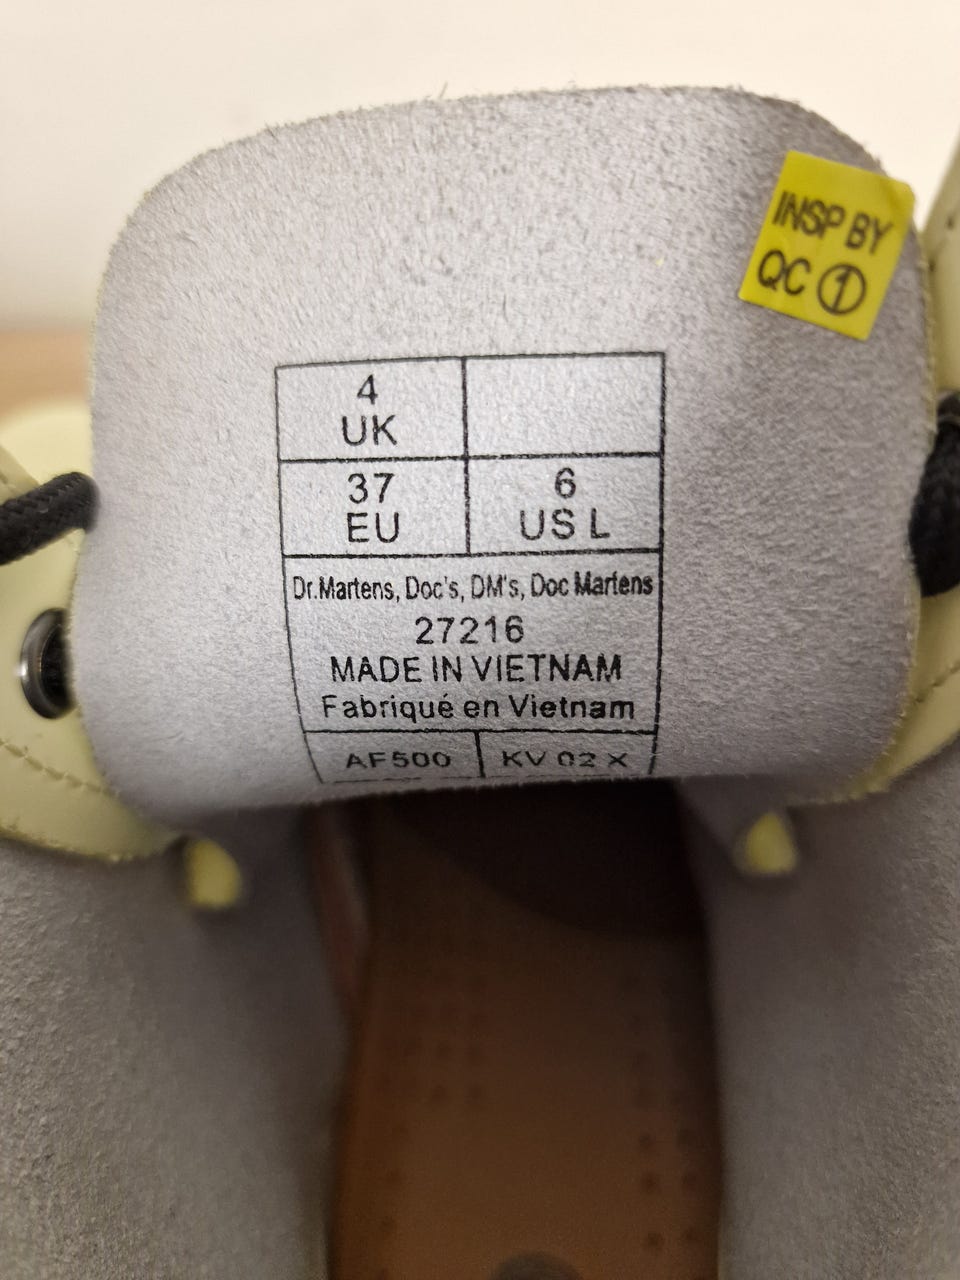 INSP BY
QC 1
4
UK
37
EU
6
US L
Dr.Martens, Doc's, DM's, Doc Martens
27216
MADE IN VIETNAM
Fabriqué en Vietnam
AF500
KV 02 X